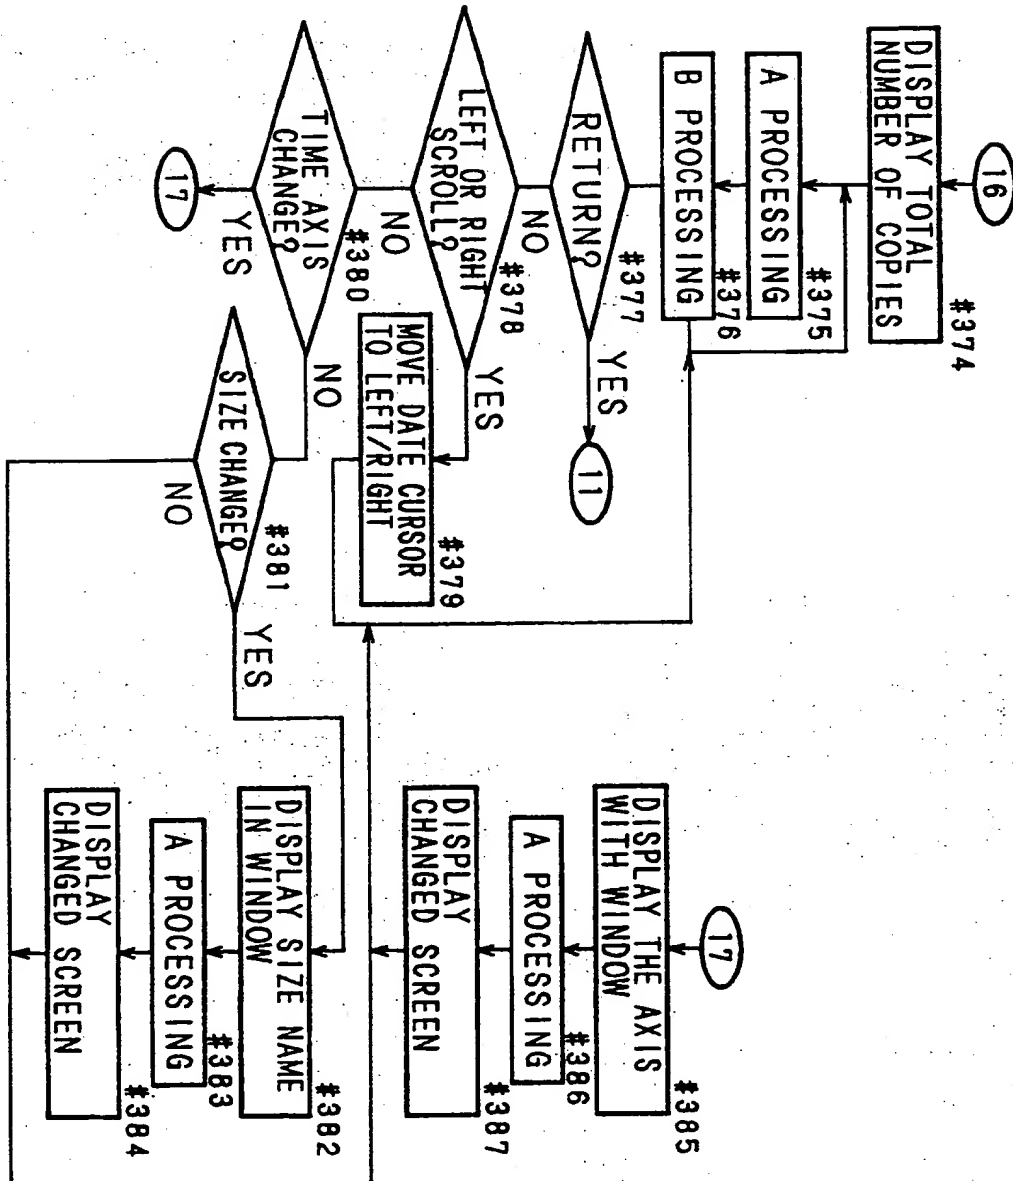 16
DISPLAY TOTAL
NUMBER OF COPIES
#374
A PROCESSING
#375
B PROCESSING
#376
RETURN?
#377
YES
11
NO
LEFT OR RIGHT
SCROLL?
#378
YES
MOVE DATE CURSOR
TO LEFT/RIGHT
#379
NO
TIME AXIS
CHANGE?
#380
YES
17
NO
SIZE CHANGE?
#381
NO
YES
DISPLAY SIZE NAME
IN WINDOW
#382
A PROCESSING
#383
DISPLAY
CHANGED SCREEN
#384
17
DISPLAY THE AXIS
WITH WINDOW
#385
A PROCESSING
#386
DISPLAY
CHANGED SCREEN
#387